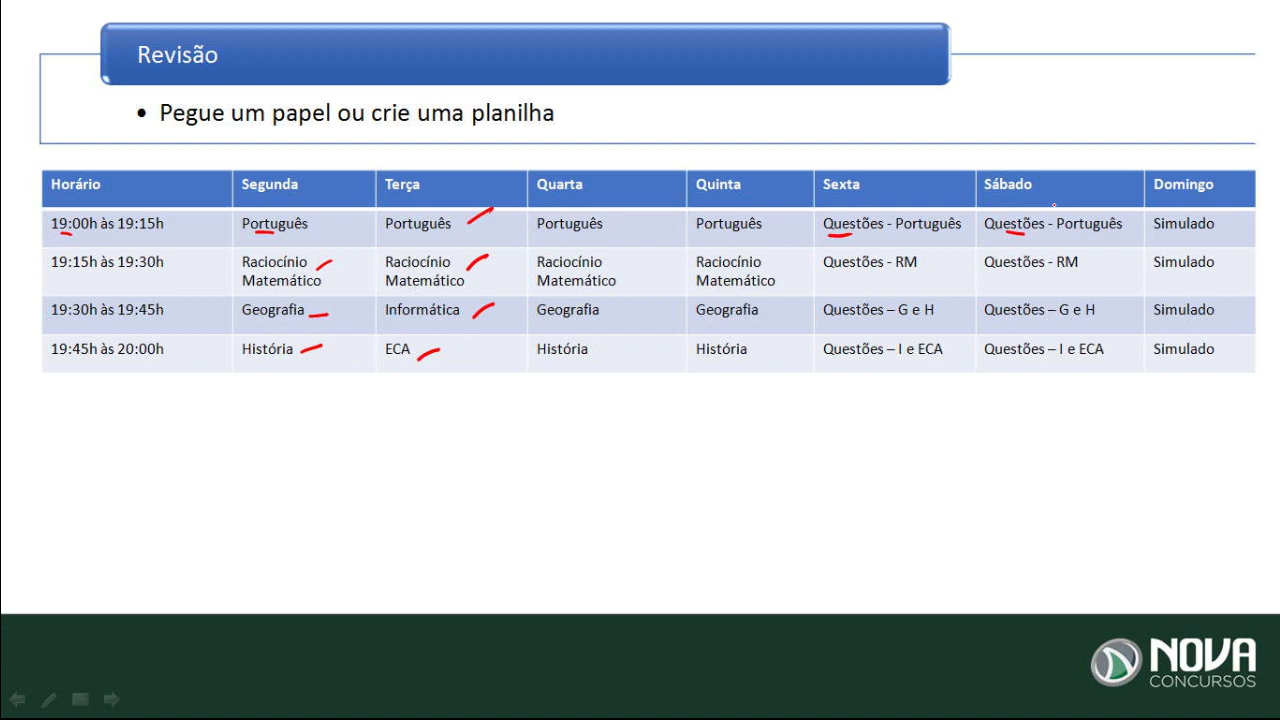 Revisão
• Pegue um papel ou crie uma planilha
Horário Segunda Terça Quarta Quinta Sexta Sábado Domingo
19:00h às 19:15h Português Português Português Português Questões - Português Questões - Português Simulado
19:15h às 19:30h Raciocínio Matemático Raciocínio Matemático Raciocínio Matemático Raciocínio Matemático Questões - RM Questões - RM Simulado
19:30h às 19:45h Geografia Informática Geografia Geografia Questões – G e H Questões – G e H Simulado
19:45h às 20:00h História ECA História História Questões – I e ECA Questões – I e ECA Simulado
NOVA
CONCURSOS